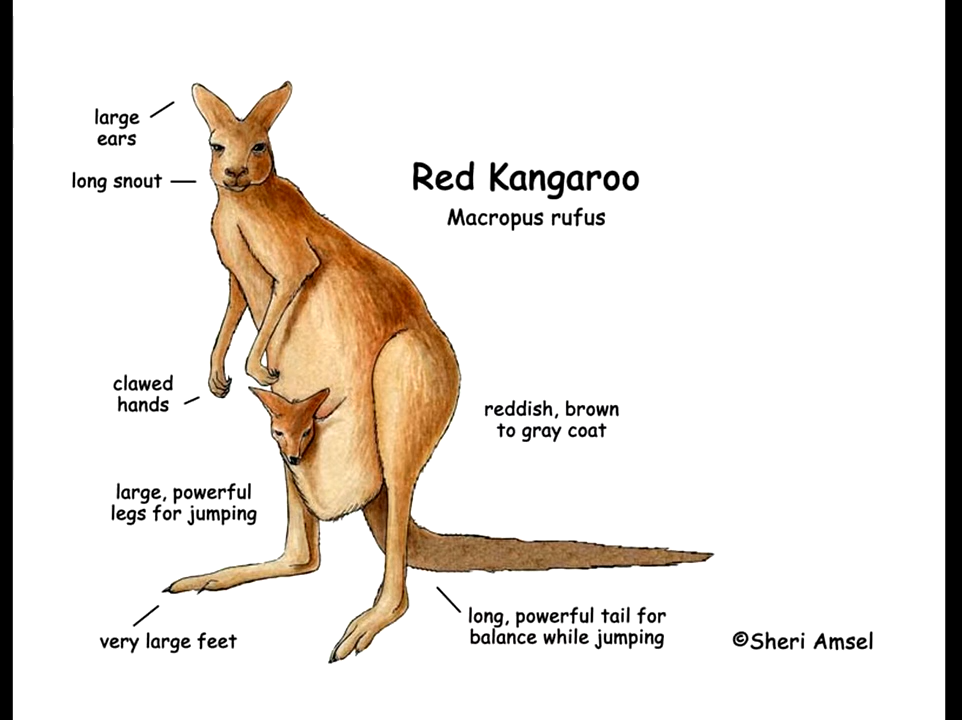 large
ears
long snout
Red Kangaroo
Macropus rufus
clawed
hands
reddish, brown
to gray coat
large, powerful
legs for jumping
very large feet
long, powerful tail for
balance while jumping
©Sheri Amsel